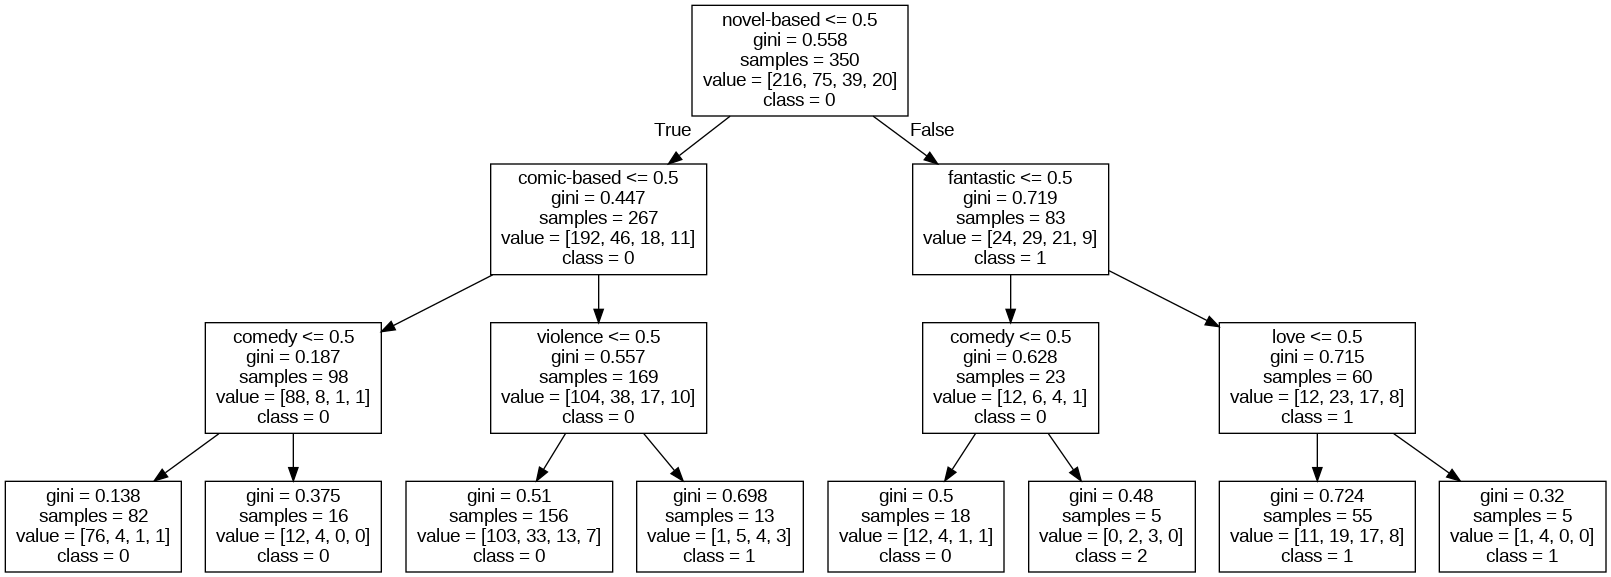 novel-based <= 0.5
gini = 0.558
samples = 350
value = [216, 75, 39, 20]
class = 0
True
False
comic-based <= 0.5
gini = 0.447
samples = 267
value = [192, 46, 18, 11]
class = 0
fantastic <= 0.5
gini = 0.719
samples = 83
value = [24, 29, 21, 9]
class = 1
comedy <= 0.5
gini = 0.187
samples = 98
value = [88, 8, 1, 1]
class = 0
violence <= 0.5
gini = 0.557
samples = 169
value = [104, 38, 17, 10]
class = 0
comedy <= 0.5
gini = 0.628
samples = 23
value = [12, 6, 4, 1]
class = 0
love <= 0.5
gini = 0.715
samples = 60
value = [12, 23, 17, 8]
class = 1
gini = 0.138
samples = 82
value = [76, 4, 1, 1]
class = 0
gini = 0.375
samples = 16
value = [12, 4, 0, 0]
class = 0
gini = 0.51
samples = 156
value = [103, 33, 13, 7]
class = 0
gini = 0.698
samples = 13
value = [1, 5, 4, 3]
class = 1
gini = 0.5
samples = 18
value = [12, 4, 1, 1]
class = 0
gini = 0.48
samples = 5
value = [0, 2, 3, 0]
class = 2
gini = 0.724
samples = 55
value = [11, 19, 17, 8]
class = 1
gini = 0.32
samples = 5
value = [1, 4, 0, 0]
class = 1